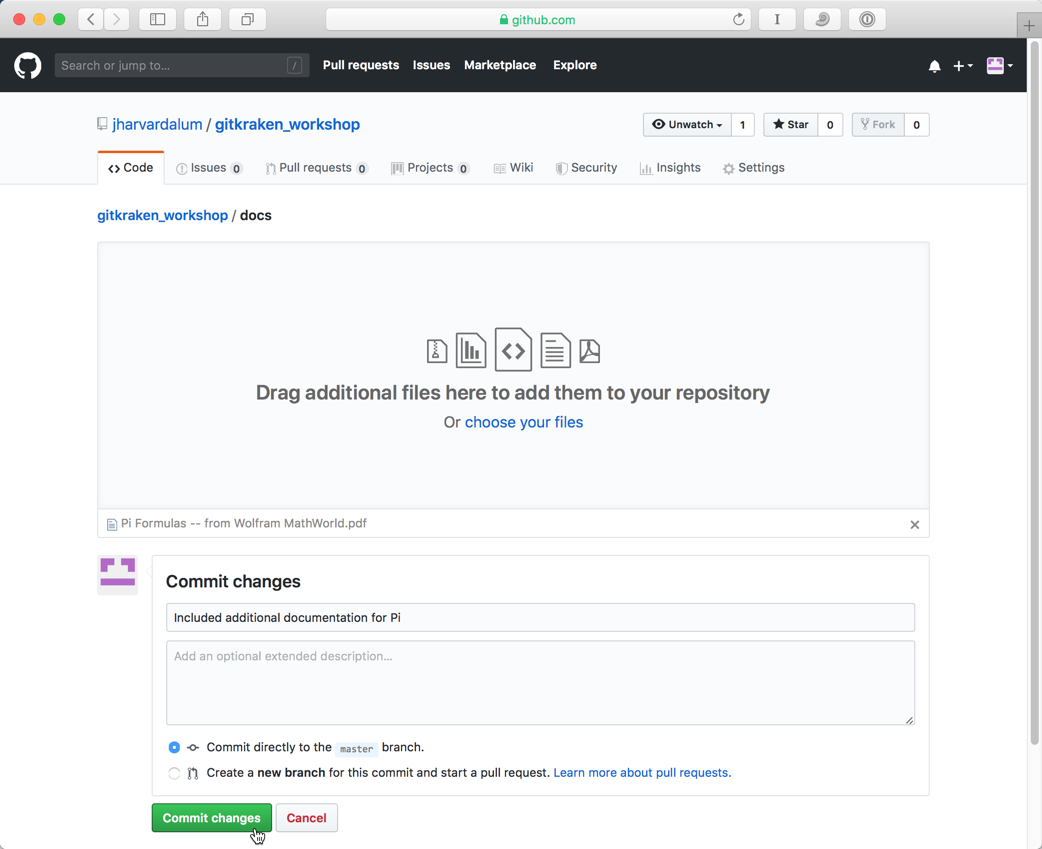 github.com
Search or jump to... /
Pull requests Issues Marketplace Explore
jharvardalum / gitkraken_workshop
Unwatch 1 Star 0 Fork 0
Code Issues 0 Pull requests 0 Projects 0 Wiki Security Insights Settings
gitkraken_workshop / docs
Drag additional files here to add them to your repository
Or choose your files
Pi Formulas -- from Wolfram MathWorld.pdf
Commit changes
Included additional documentation for Pi
Add an optional extended description...
Commit directly to the master branch.
Create a new branch for this commit and start a pull request. Learn more about pull requests.
Commit changes Cancel